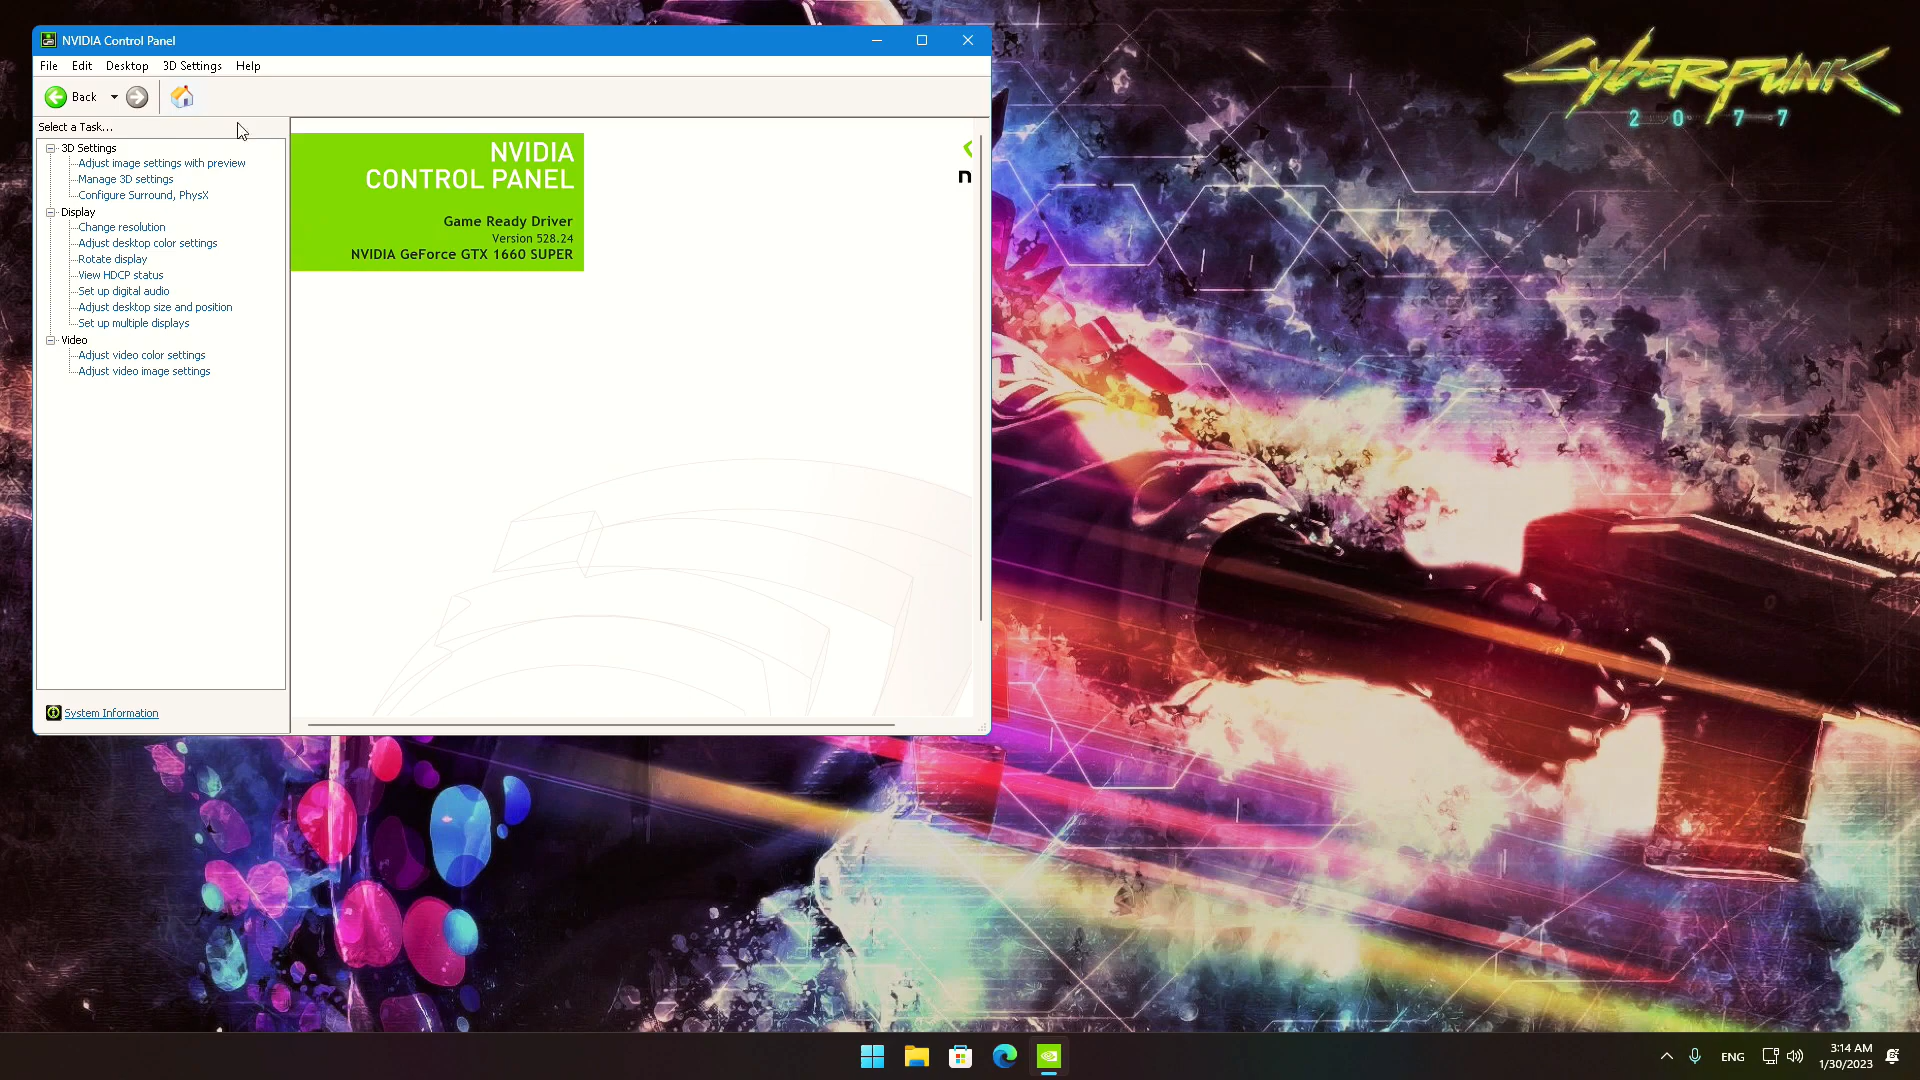 NVIDIA Control Panel
File Edit Desktop 3D Settings Help
Back
Select a Task...
3D Settings
Adjust image settings with preview
Manage 3D settings
Configure Surround, PhysX
Display
Change resolution
Adjust desktop color settings
Rotate display
View HDCP status
Set up digital audio
Adjust desktop size and position
Set up multiple displays
Video
Adjust video color settings
Adjust video image settings
System Information
NVIDIA
CONTROL PANEL
Game Ready Driver
Version 528.24
NVIDIA GeForce GTX 1660 SUPER
n
Cyberpunk
2077
ENG
3:14 AM
1/30/2023